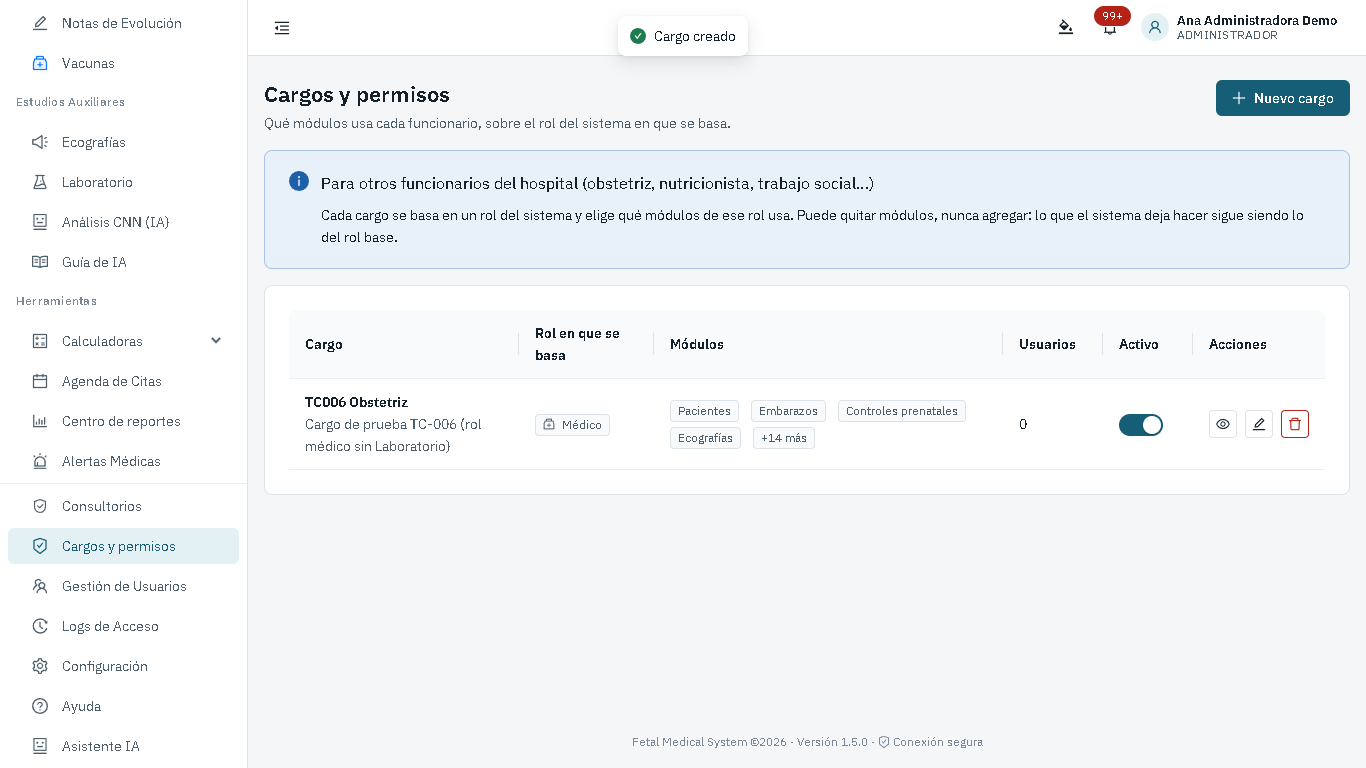 Notas de Evolución
Vacunas
Estudios Auxiliares
Ecografías
Laboratorio
Análisis CNN (IA)
Guía de IA
Herramientas
Calculadoras
Agenda de Citas
Centro de reportes
Alertas Médicas
Consultorios
Cargos y permisos
Gestión de Usuarios
Logs de Acceso
Configuración
Ayuda
Asistente IA
Cargo creado
99+
Ana Administradora Demo
ADMINISTRADOR
Cargos y permisos
Qué módulos usa cada funcionario, sobre el rol del sistema en que se basa.
Nuevo cargo
Para otros funcionarios del hospital (obstetriz, nutricionista, trabajo social...)
Cada cargo se basa en un rol del sistema y elige qué módulos de ese rol usa. Puede quitar módulos, nunca agregar: lo que el sistema deja hacer sigue siendo lo
del rol base.
Cargo
Rol en que se
basa
Módulos
Usuarios
Activo
Acciones
TC006 Obstetriz
Cargo de prueba TC-006 (rol
médico sin Laboratorio)
Médico
Pacientes
Embarazos
Controles prenatales
Ecografías
+14 más
0
Fetal Medical System ©2026 - Versión 1.5.0 - Conexión segura